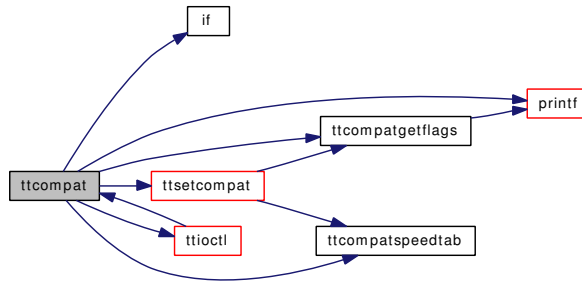 if
printf
ttcompatgetflags
ttcompat
ttsetcompat
ttioctl
ttcompatspeedtab